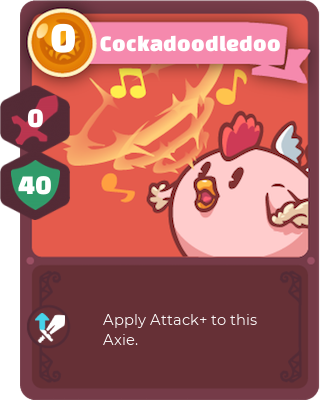 0
Cockadoodledoo
0
40
Apply Attack+ to this
Axie.